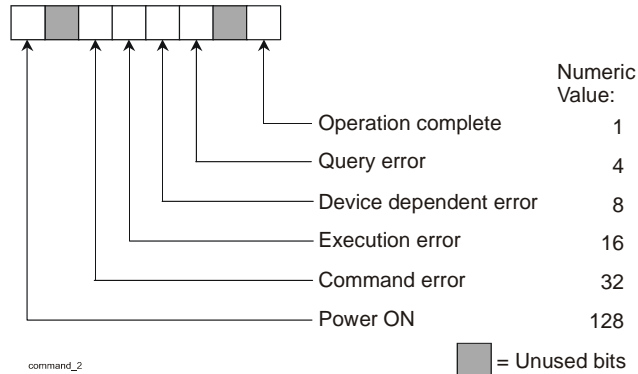 Numeric
Value:
Operation complete 1
Query error 4
Device dependent error 8
Execution error 16
Command error 32
Power ON 128
command_2
= Unused bits